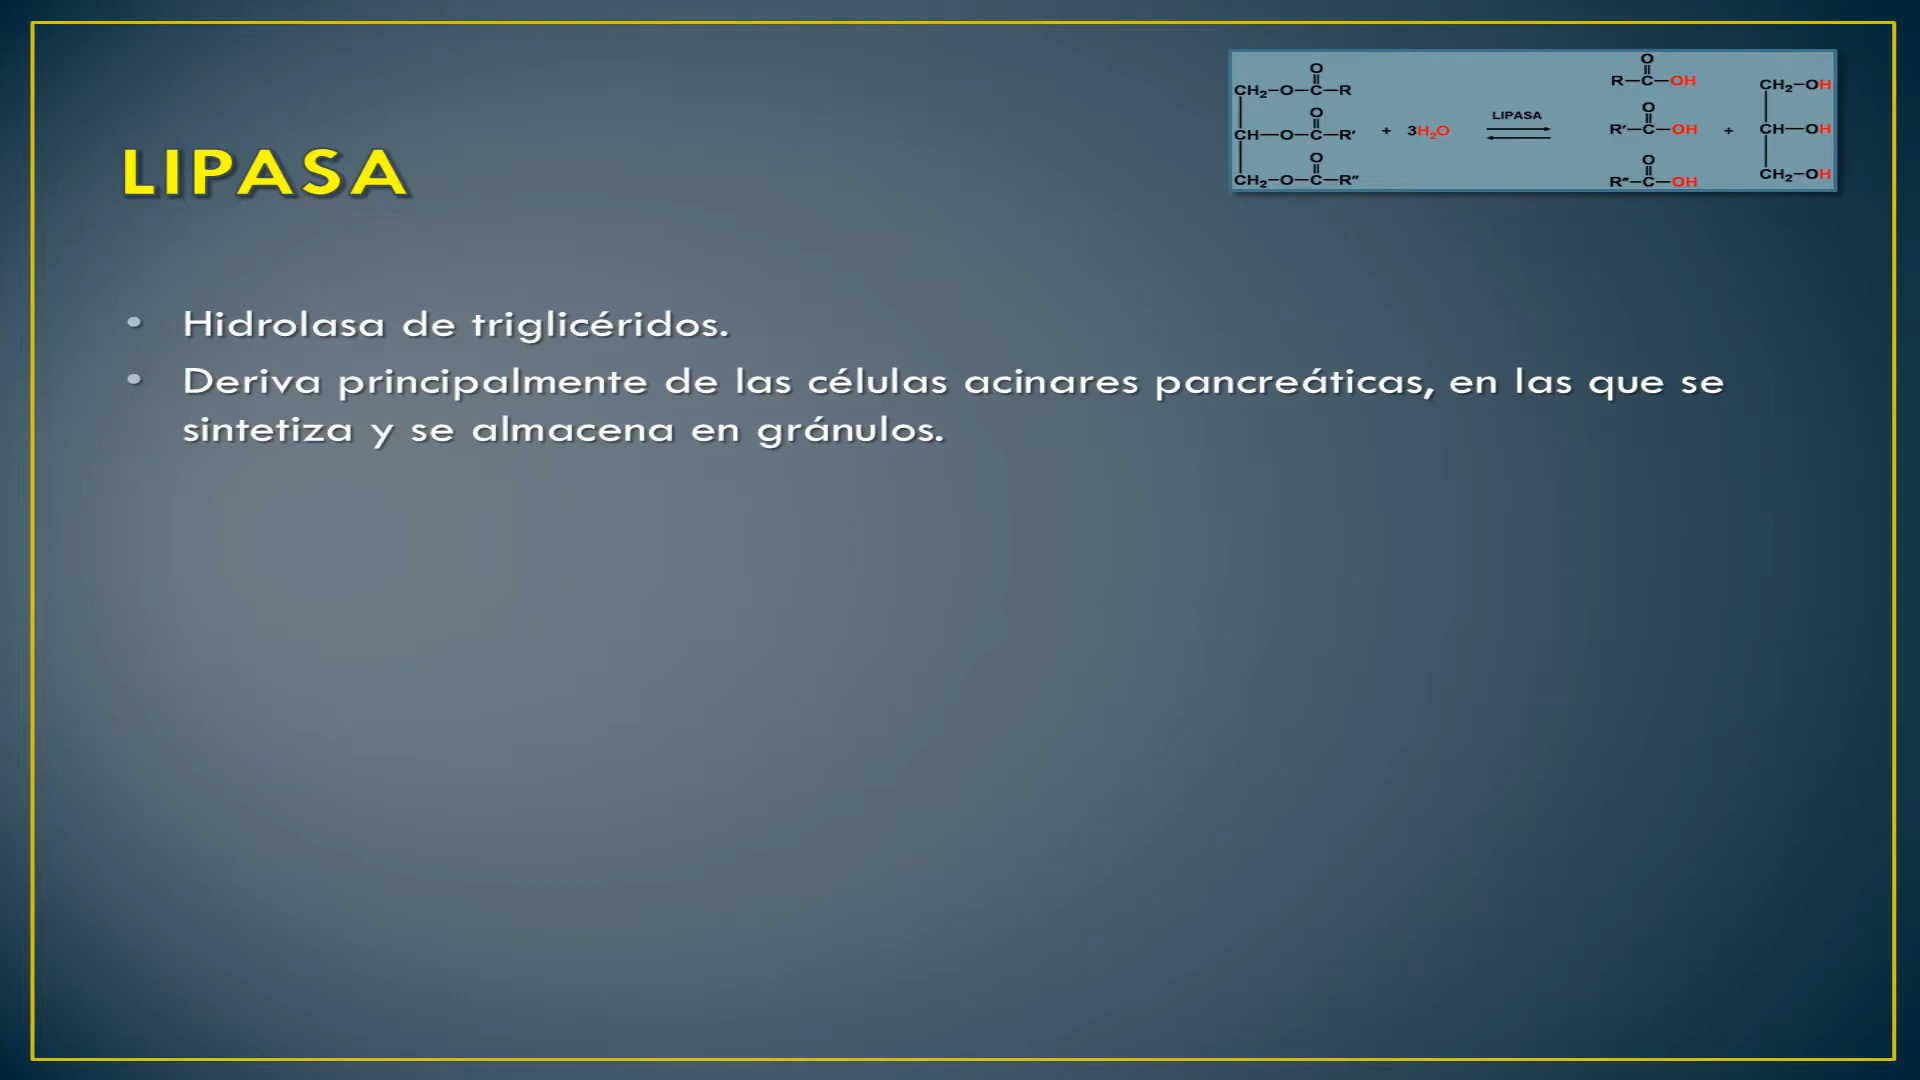 LIPASA
CH2-O-C-R
O
CH-O-C-R'
O
CH2-O-C-R"
O
+ 3H2O
LIPASA
R-C-OH
O
R'-C-OH
O
R"-C-OH
O
+
CH2-OH
CH-OH
CH2-OH
• Hidrolasa de triglicéridos.
• Deriva principalmente de las células acinares pancreáticas, en las que se
sintetiza y se almacena en gránulos.